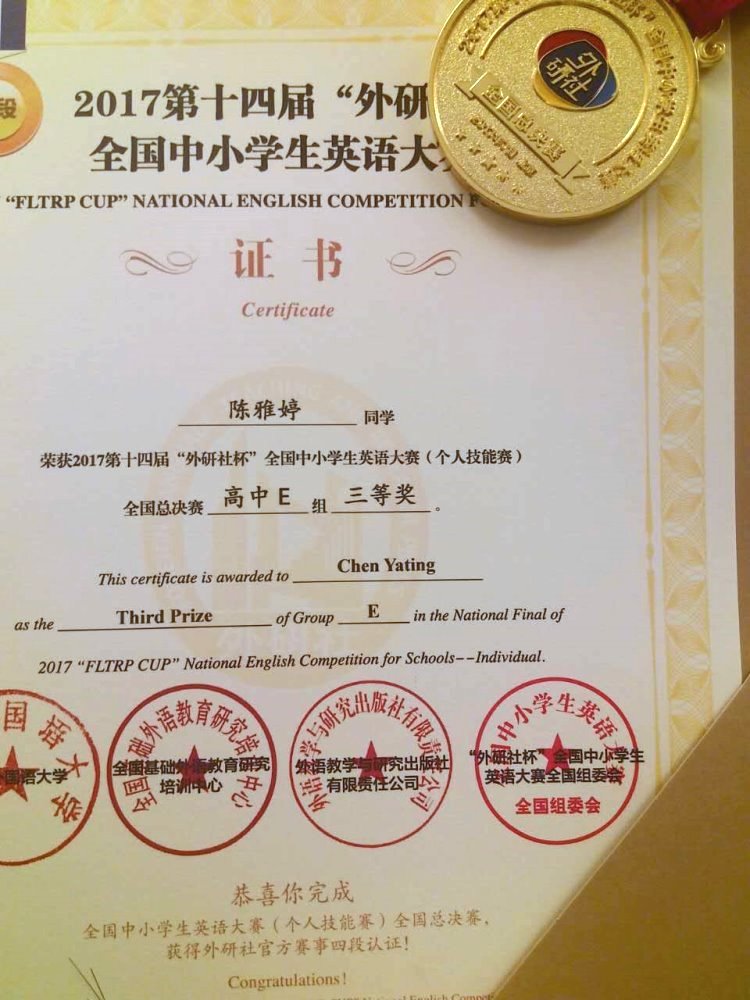 段
2017第十四届“外研
全国中小学生英语大赛
“FLTRP CUP” NATIONAL ENGLISH COMPETITION F
外研社
全国总决赛
证书
Certificate
陈雅婷 同学
荣获2017第十四届“外研社杯”全国中小学生英语大赛（个人技能赛）
全国总决赛 高中E 组 三等奖 。
This certificate is awarded to Chen Yating
as the Third Prize of Group E in the National Final of
2017 “FLTRP CUP” National English Competition for Schools--Individual.
国语大学
全国基础外语教育研究
培训中心
外语教学与研究出版社
有限责任公司
“外研社杯”全国中小学生
英语大赛全国组委会
全国组委会
恭喜你完成
全国中小学生英语大赛（个人技能赛）全国总决赛，
获得外研社官方赛事四段认证！
Congratulations!
National English Compet